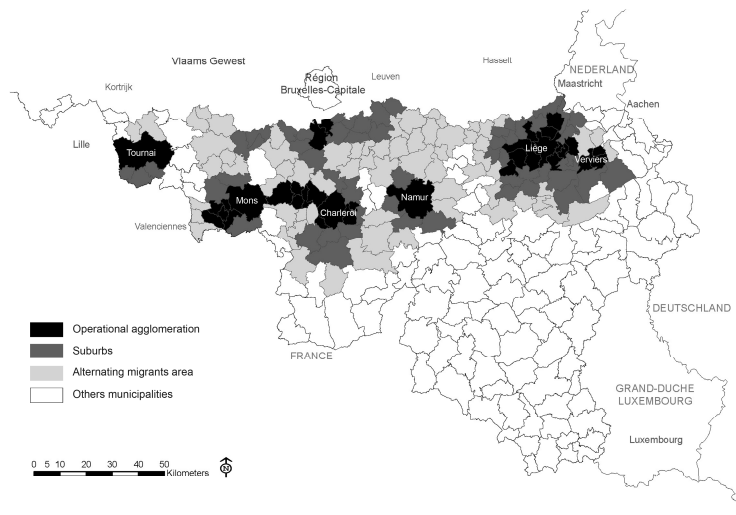 Hasselt
Vlaams Gewest
NEDERLAND
Région
Bruxelles-Capitale
Leuven
Kortrijk
Maastricht
Aachen
Lille
Tournai
Liège
Verviers
Mons
Namur
Charleroi
Valenciennes
DEUTSCHLAND
Operational agglomeration
Suburbs
FRANCE
Alternating migrants area
Others municipalities
GRAND-DUCHE
LUXEMBOURG
Luxembourg
0 5 10 20 30 40 50
Kilometers
N